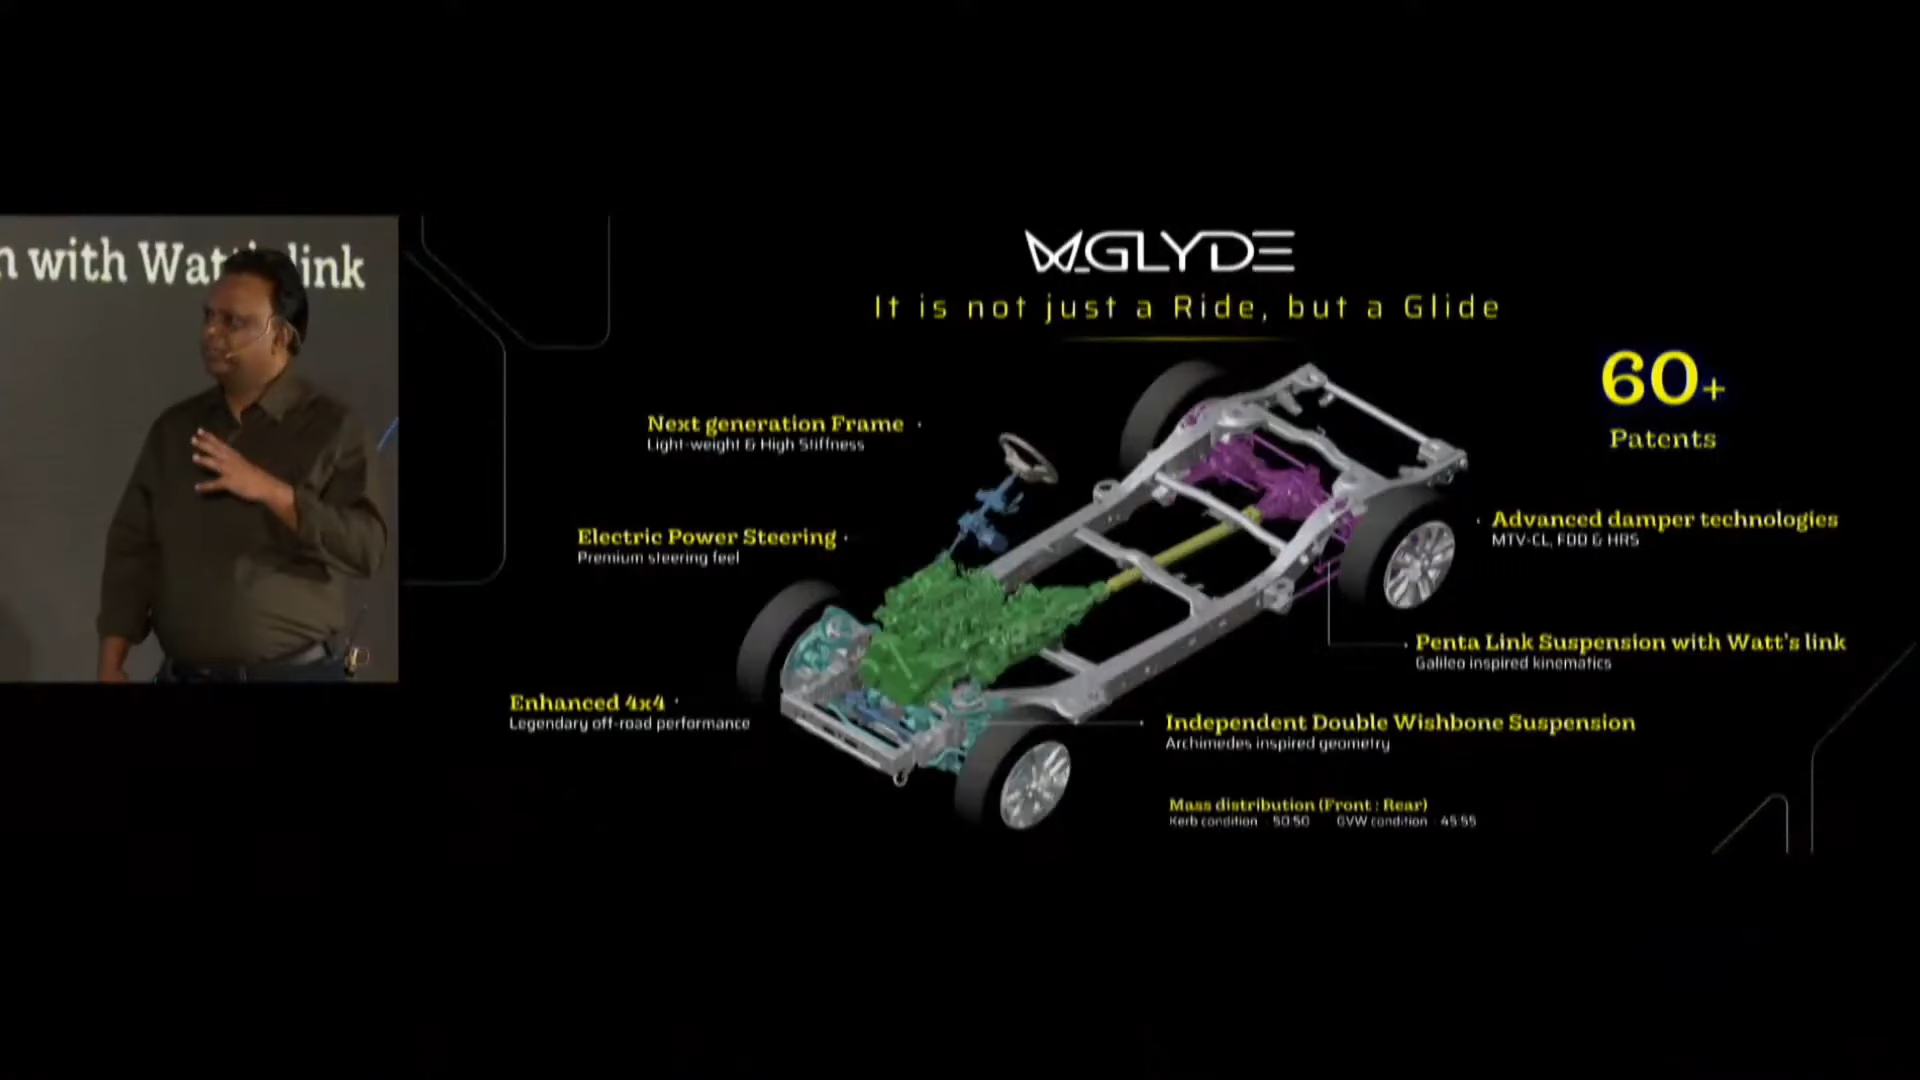 n with Watt's link
M_GLYDE
It is not just a Ride, but a Glide
60+
Patents
Next generation Frame
Light-weight & High Stiffness
Advanced damper technologies
MTV-CL, FDD & HRS
Electric Power Steering
Premium steering feel
Penta Link Suspension with Watt's link
Galileo inspired kinematics
Enhanced 4x4
Legendary off-road performance
Independent Double Wishbone Suspension
Archimedes inspired geometry
Mass distribution (Front : Rear)
Kerb condition - 50:50 GVW condition - 45:55